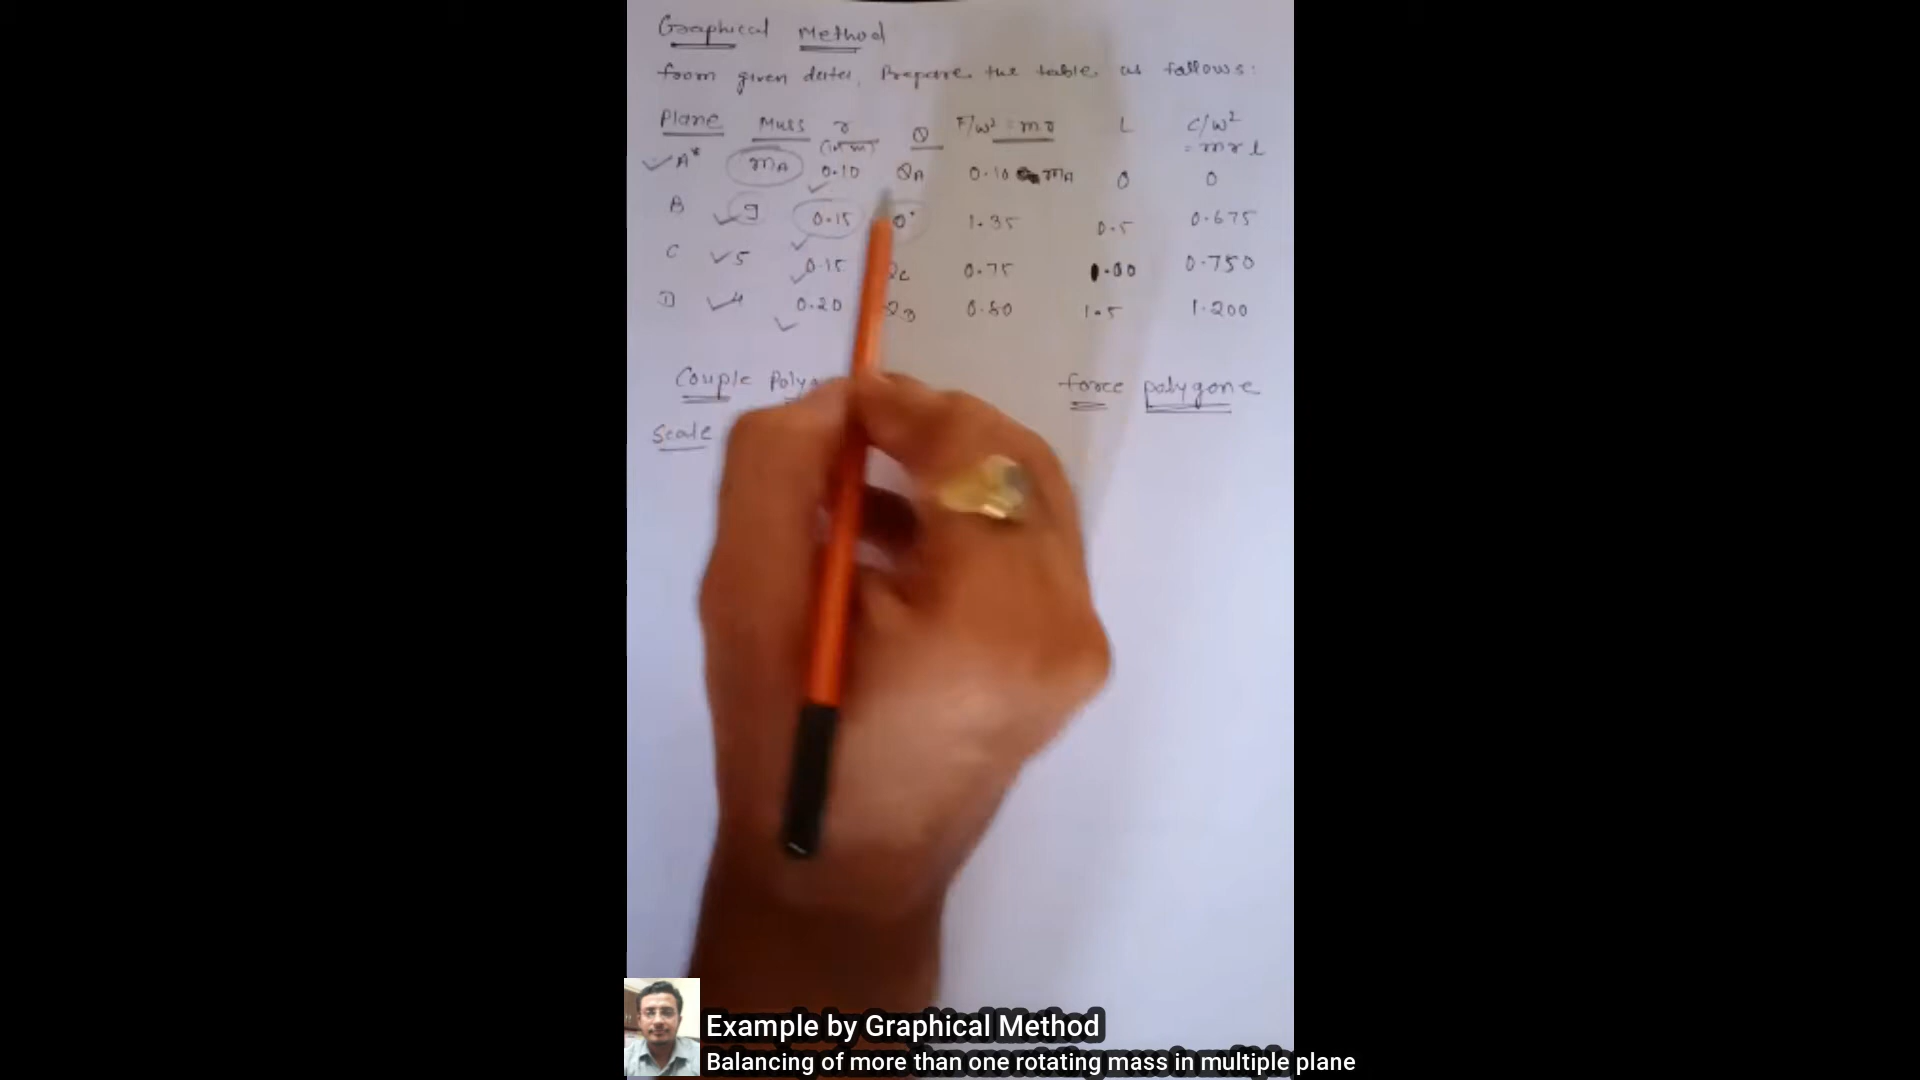 Graphical Method
from given data, Prepare the table as follows:
Plane Mass r (in m) θ F/ω² = mr L C/ω² = mrl
A* mA 0.10 θA 0.10 mA 0 0
B 9 0.15 0° 1.35 0.5 0.675
C 5 0.15 θC 0.75 1.00 0.750
D 4 0.20 θD 0.80 1.5 1.200
Couple force polygone
Scale
Example by Graphical Method
Balancing of more than one rotating mass in multiple plane